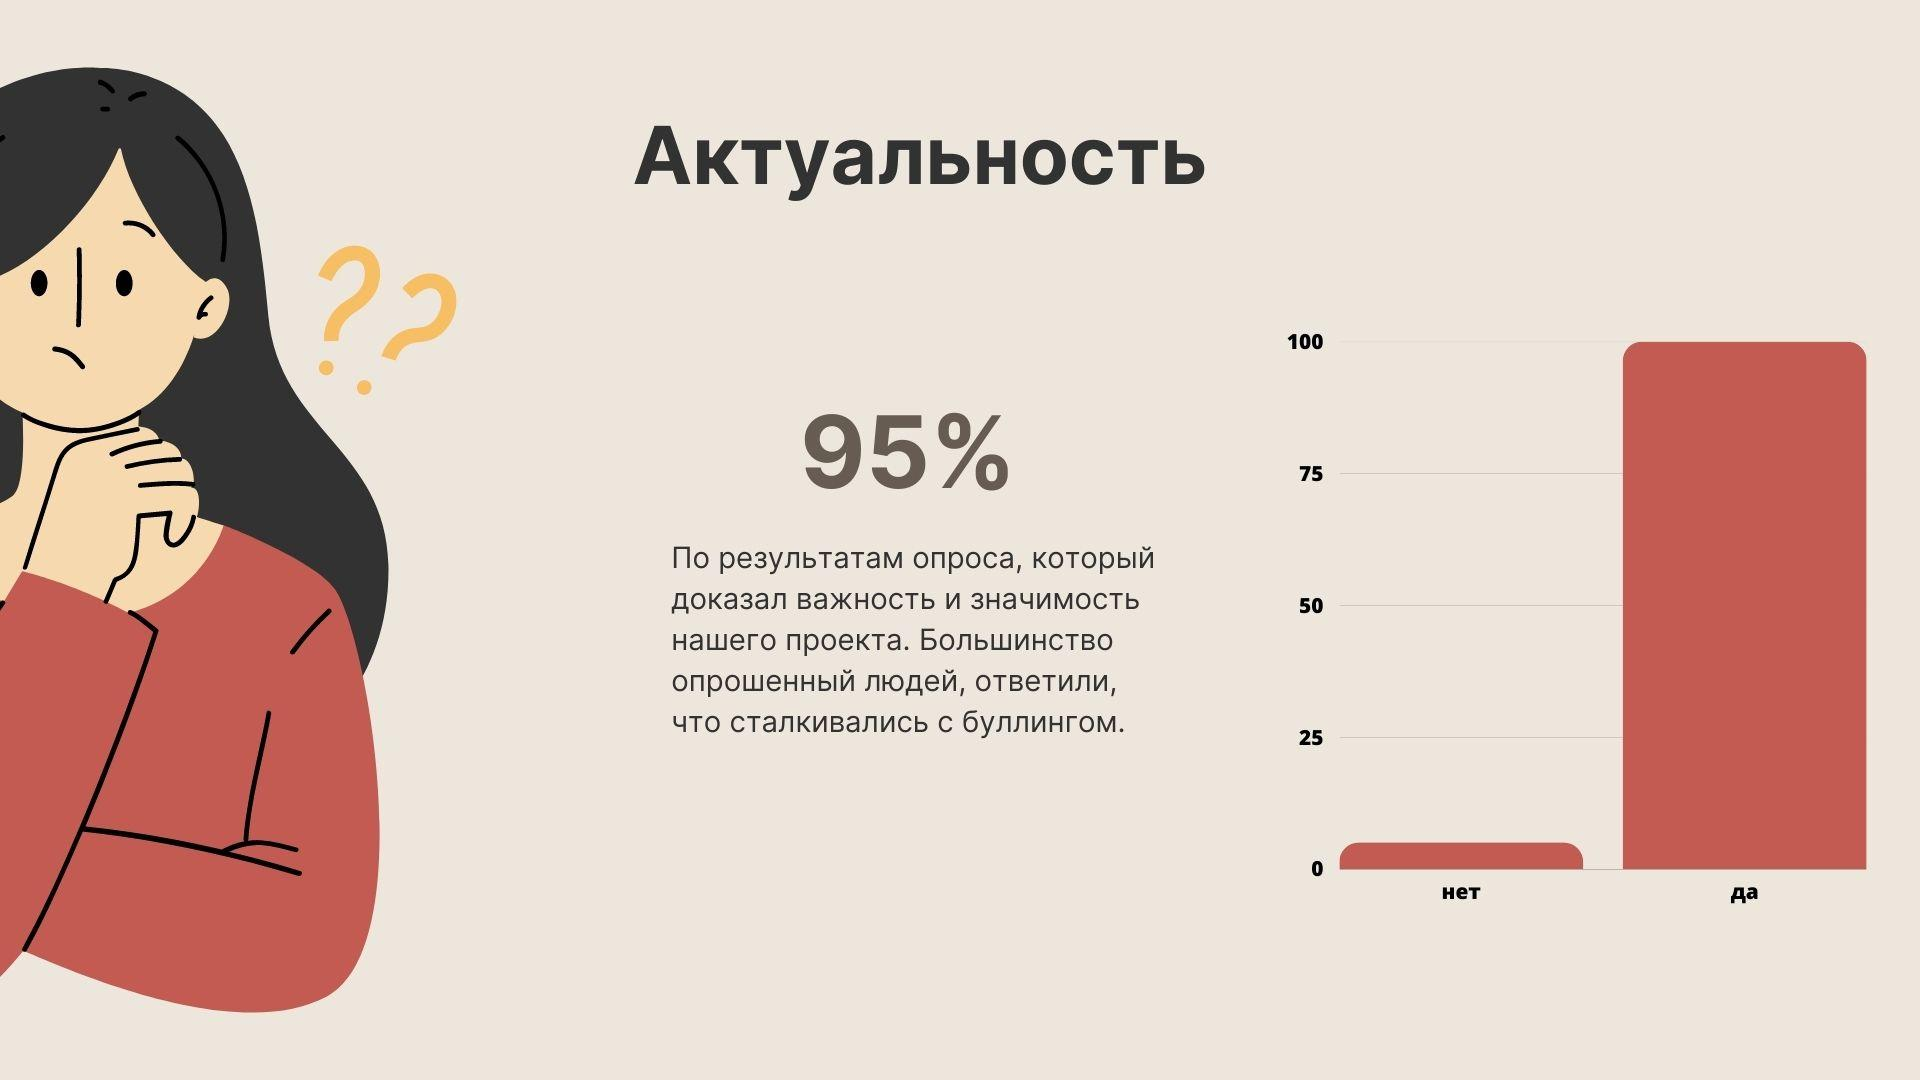 Актуальность
??
95%
По результатам опроса, который
доказал важность и значимость
нашего проекта. Большинство
опрошенный людей, ответили,
что сталкивались с буллингом.
100
75
50
25
0
нет да